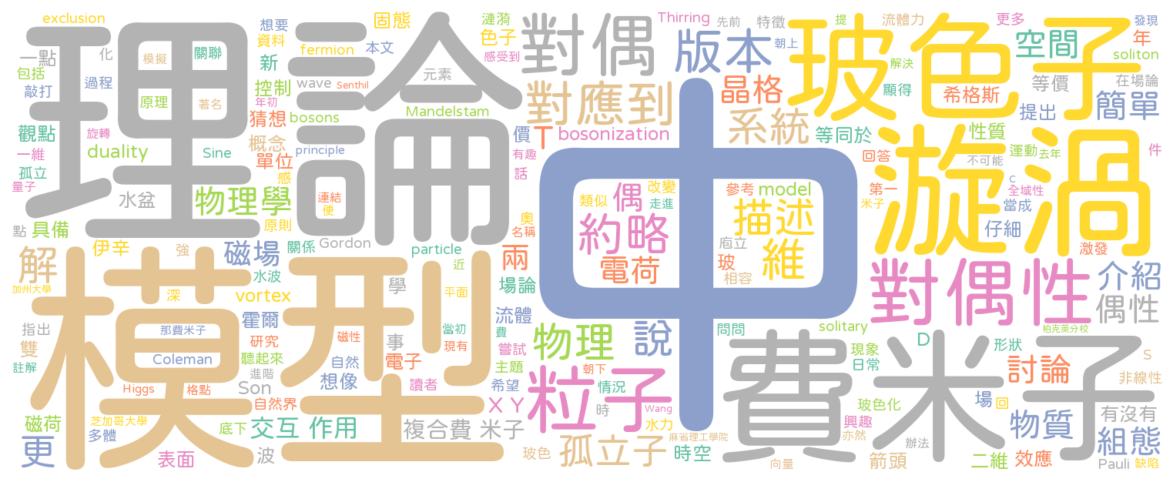 exclusion
想要
漣漪
Thirring
先前
特徵
提
流體力
更多
發現
固態
色子
感受到
對偶
版本
朝上
玻色子
空間
年
soliton
一點
化
模擬
關聯
資料
本文
fermion
理論
包括
過程
新
wave
Senthil
元素
對應到
晶格
解決
等價
在場論
敲打
原理
著名
控制
年初
bosons
Mandelstam
系統
顯得
希格斯
提出
簡單
觀點
旋轉
猜想
價
T
bosonization
等同於
性質
一維
duality
Sine
概念
principle
有趣
中
回答
運動
去年
件
孤立
單位
感
話
偶
改變
參考
model
不可能
量子
水盆
連結
便
類似
走進
第一
C
全域性
漩渦
物理學
原則
奧
名稱
約略
描述
米子
當成
點
具備
伊辛
Gordon
particle
庖立
維
仔細
激發
解
磁場
關係
兩
電荷
玻
相容
對偶性
介紹
強
水波
學
近
場論
加州大學
深
vortex
平面
流體
偶性
模型
指出
那費米子
霍爾
磁性
當初
費
物理
說
問問
solitary
柏克萊分校
雙
研究
事
現有
嘗試
費米子
現象
D
形狀
S
註解
Coleman
聽起來
自然
電子
主題
朝下
日常
討論
非線性
進階
Son
想像
讀者
希望
粒子
情況
Higgs
格點
自然界
XY
時
Wang
玻色化
場
回
物質
有沒有
磁荷
芝加哥大學
底下
交互
作用
複合費
米子
水力
興趣
亦然
組態
更
多體
麻省理工學院
表面
波
玻色
孤立子
時空
辦法
箭頭
二維
效應
Pauli
缺陷
向量